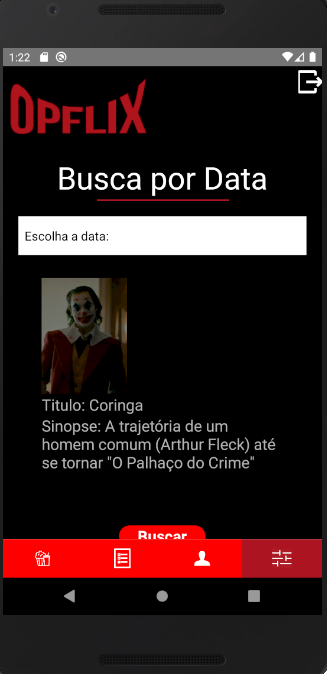 1:22
OPFLIX
Busca por Data
Escolha a data:
Titulo: Coringa
Sinopse: A trajetória de um
homem comum (Arthur Fleck) até
se tornar "O Palhaço do Crime"
Buscar